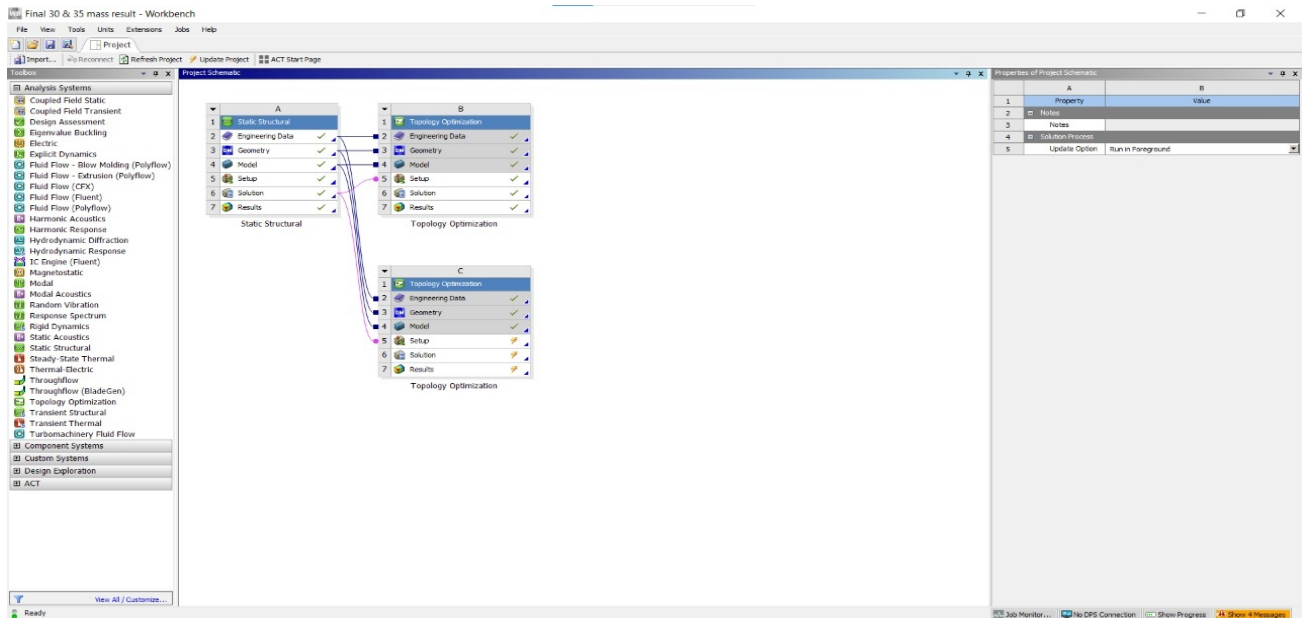 Final 30 & 35 mass result - Workbench
File View Tools Units Extensions Jobs Help
Project
Import... Reconnect Refresh Project Update Project ACT Start Page
Toolbox
Analysis Systems
Coupled Field Static
Coupled Field Transient
Design Assessment
Eigenvalue Buckling
Electric
Explicit Dynamics
Fluid Flow - Blow Molding (Polyflow)
Fluid Flow - Extrusion (Polyflow)
Fluid Flow (CFX)
Fluid Flow (Fluent)
Fluid Flow (Polyflow)
Harmonic Acoustics
Harmonic Response
Hydrodynamic Diffraction
Hydrodynamic Response
IC Engine (Fluent)
Magnetostatic
Modal
Modal Acoustics
Random Vibration
Response Spectrum
Rigid Dynamics
Static Acoustics
Static Structural
Steady-State Thermal
Thermal-Electric
Throughflow
Throughflow (BladeGen)
Topology Optimization
Transient Structural
Transient Thermal
Turbomachinery Fluid Flow
Component Systems
Custom Systems
Design Exploration
ACT
View All / Customize...
Project Schematic
A
1 Static Structural
2 Engineering Data
3 Geometry
4 Model
5 Setup
6 Solution
7 Results
Static Structural
B
1 Topology Optimization
2 Engineering Data
3 Geometry
4 Model
5 Setup
6 Solution
7 Results
Topology Optimization
C
1 Topology Optimization
2 Engineering Data
3 Geometry
4 Model
5 Setup
6 Solution
7 Results
Topology Optimization
Properties of Project Schematic
A B
1 Property Value
2 Notes
3 Notes
4 Solution Process
5 Update Option Run in Foreground
Ready
Job Monitor... No DPS Connection Show Progress Show 4 Messages